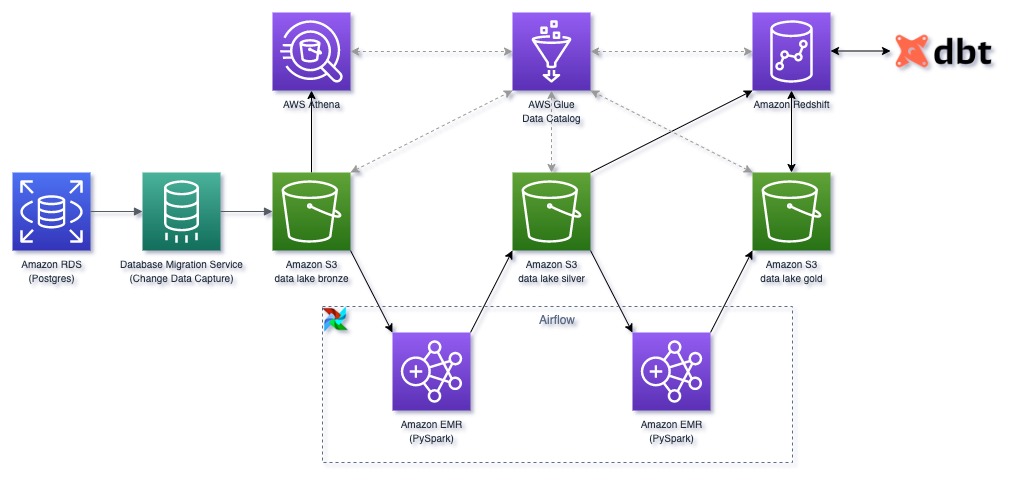 AWS Athena
AWS Glue
Data Catalog
Amazon Redshift
dbt
Amazon RDS
(Postgres)
Database Migration Service
(Change Data Capture)
Amazon S3
data lake bronze
Amazon S3
data lake silver
Amazon S3
data lake gold
Airflow
Amazon EMR
(PySpark)
Amazon EMR
(PySpark)